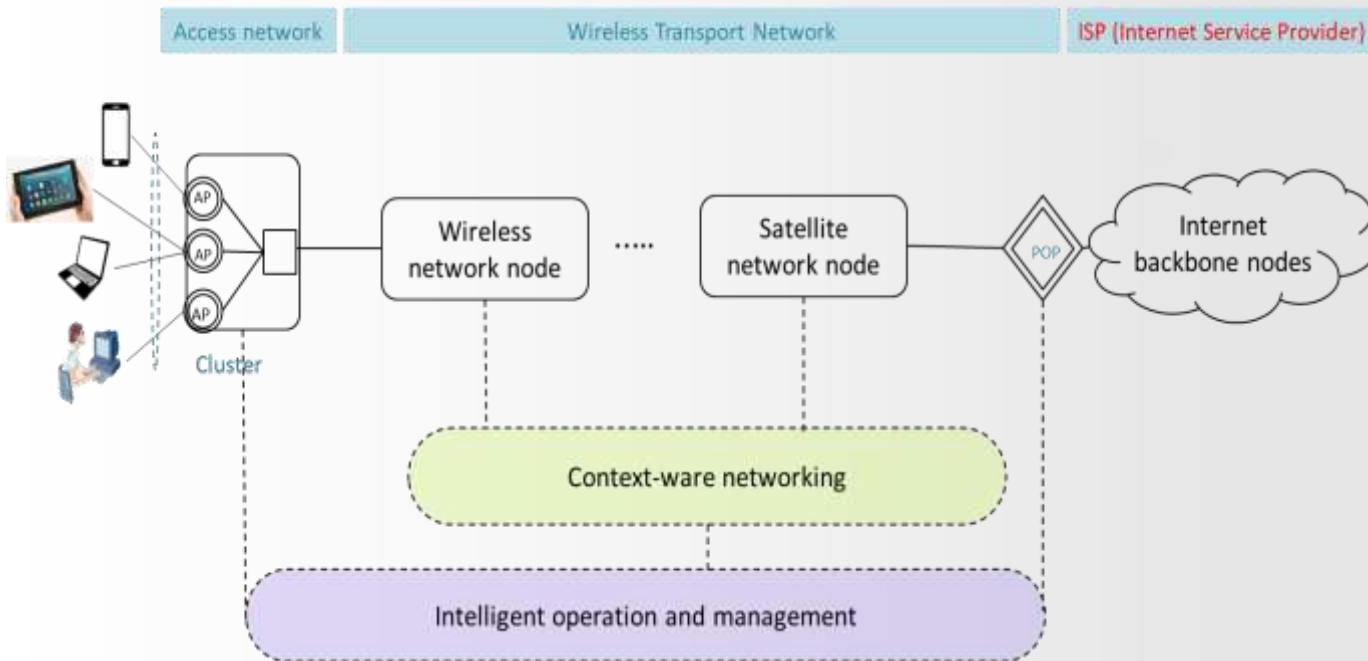 Access network
Wireless Transport Network
ISP (Internet Service Provider)
AP
AP
AP
Cluster
Wireless
network node
.....
Satellite
network node
POP
Internet
backbone nodes
Context-ware networking
Intelligent operation and management